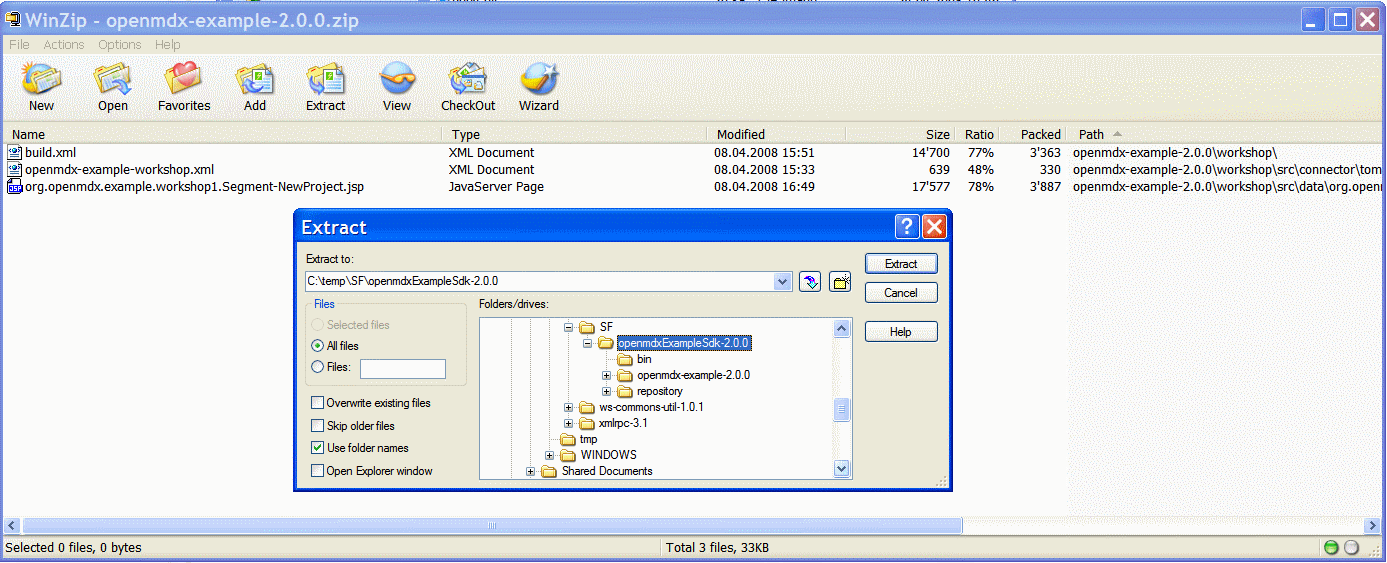 WinZip - openmdx-example-2.0.0.zip
File Actions Options Help
New Open Favorites Add Extract View CheckOut Wizard
Name Type Modified Size Ratio Packed Path
build.xml XML Document 08.04.2008 15:51 14'700 77% 3'363 openmdx-example-2.0.0\workshop\
openmdx-example-workshop.xml XML Document 08.04.2008 15:33 639 48% 330 openmdx-example-2.0.0\workshop\src\connector\tom
org.openmdx.example.workshop1.Segment-NewProject.jsp JavaServer Page 08.04.2008 16:49 17'577 78% 3'887 openmdx-example-2.0.0\workshop\src\data\org.openm
Extract
Extract to:
C:\temp\SF\openmdxExampleSdk-2.0.0
Files
Selected files
All files
Files:
Overwrite existing files
Skip older files
Use folder names
Open Explorer window
Folders/drives:
SF
openmdxExampleSdk-2.0.0
bin
openmdx-example-2.0.0
repository
ws-commons-util-1.0.1
xmlrpc-3.1
tmp
WINDOWS
Shared Documents
Extract
Cancel
Help
Selected 0 files, 0 bytes Total 3 files, 33KB